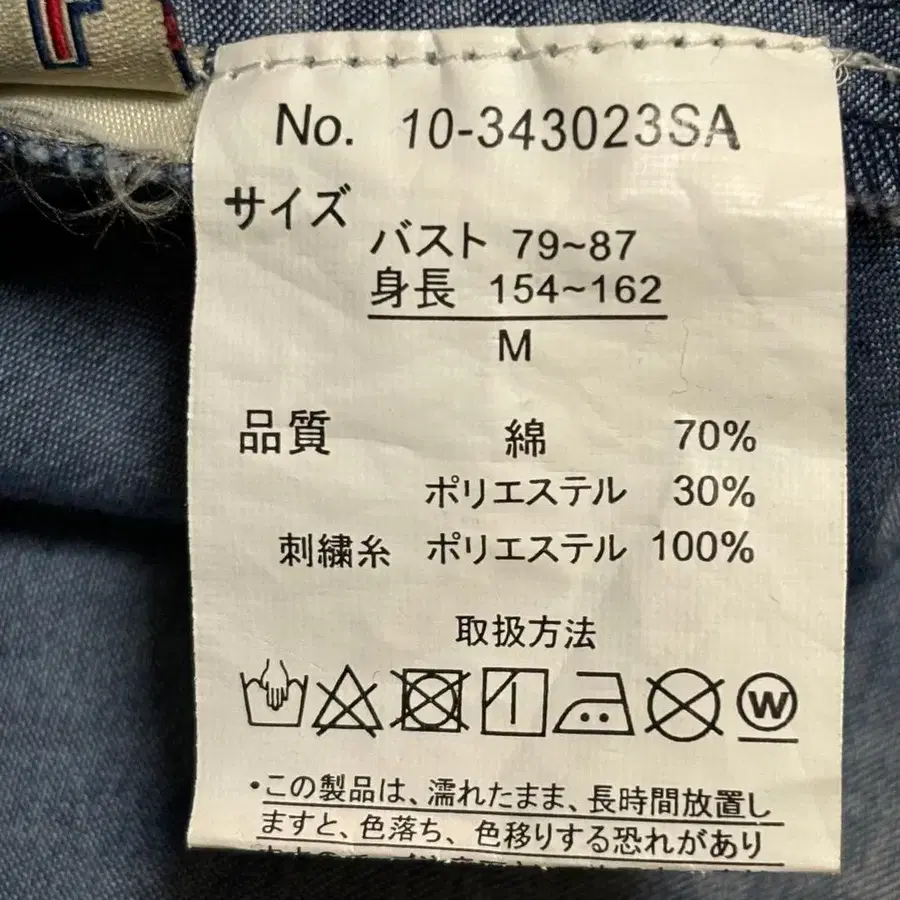 No. 10-343023SA
サイズ
バスト 79~87
身長 154~162
M
品質 綿 70%
ポリエステル 30%
刺繍糸 ポリエステル 100%
取扱方法
W
・この製品は、濡れたまま、長時間放置し
ますと、色落ち、色移りする恐れがあり